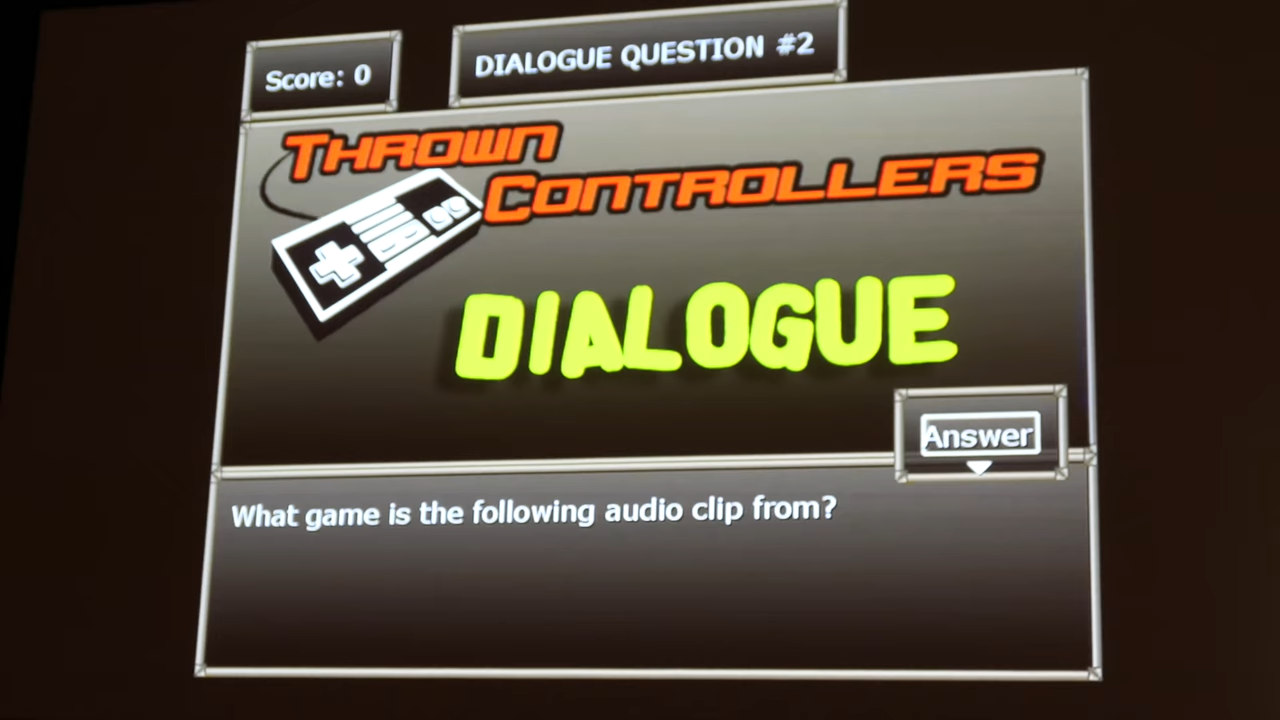 Score: 0
DIALOGUE QUESTION #2
THROWN
CONTROLLERS
DIALOGUE
Answer
What game is the following audio clip from?